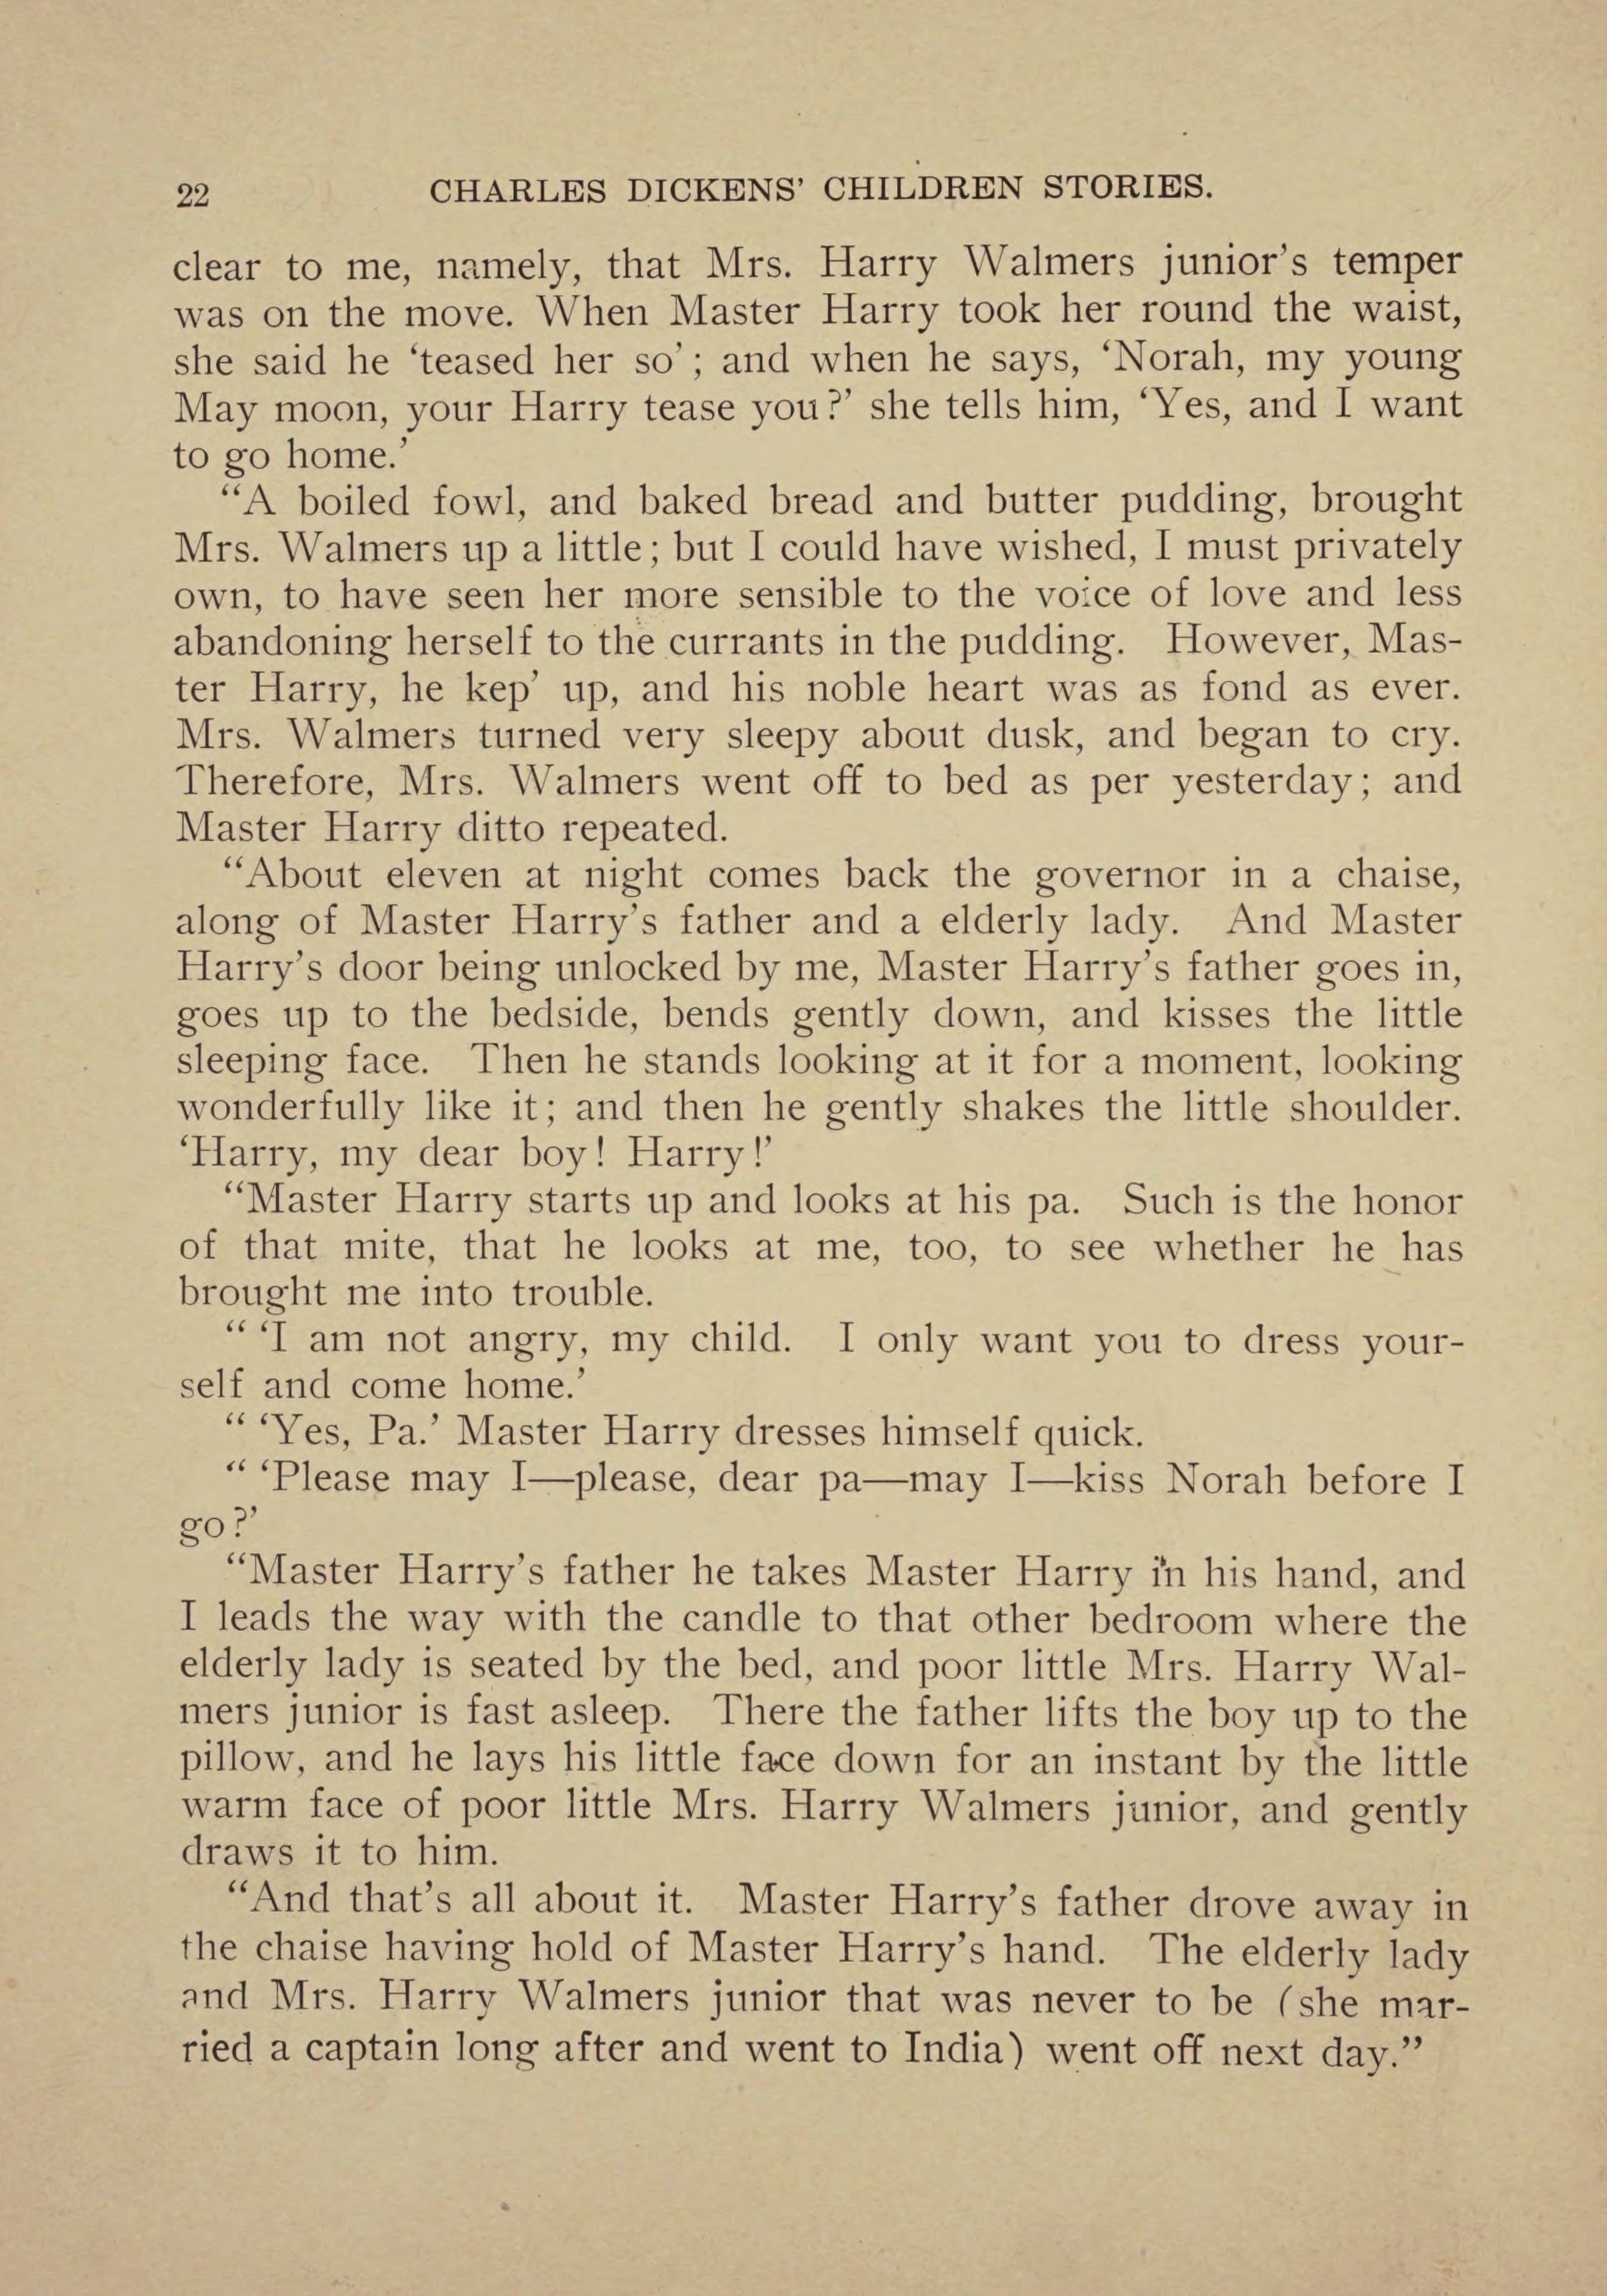 22 CHARLES DICKENS' CHILDREN STORIES.
clear to me, namely, that Mrs. Harry Walmers junior's temper
was on the move. When Master Harry took her round the waist,
she said he ‘teased her so’; and when he says, ‘Norah, my young
May moon, your Harry tease you?’ she tells him, ‘Yes, and I want
to go home.’
“A boiled fowl, and baked bread and butter pudding, brought
Mrs. Walmers up a little; but I could have wished, I must privately
own, to have seen her more sensible to the voice of love and less
abandoning herself to the currants in the pudding. However, Mas-
ter Harry, he kep’ up, and his noble heart was as fond as ever.
Mrs. Walmers turned very sleepy about dusk, and began to cry.
Therefore, Mrs. Walmers went off to bed as per yesterday; and
Master Harry ditto repeated.
“About eleven at night comes back the governor in a chaise,
along of Master Harry’s father and a elderly lady. And Master
Harry’s door being unlocked by me, Master Harry’s father goes in,
goes up to the bedside, bends gently down, and kisses the little
sleeping face. Then he stands looking at it for a moment, looking
wonderfully like it; and then he gently shakes the little shoulder.
‘Harry, my dear boy! Harry!’
“Master Harry starts up and looks at his pa. Such is the honor
of that mite, that he looks at me, too, to see whether he has
brought me into trouble.
“ ‘I am not angry, my child. I only want you to dress your-
self and come home.’
“ ‘Yes, Pa.’ Master Harry dresses himself quick.
“ ‘Please may I—please, dear pa—may I—kiss Norah before I
go?’
“Master Harry’s father he takes Master Harry in his hand, and
I leads the way with the candle to that other bedroom where the
elderly lady is seated by the bed, and poor little Mrs. Harry Wal-
mers junior is fast asleep. There the father lifts the boy up to the
pillow, and he lays his little face down for an instant by the little
warm face of poor little Mrs. Harry Walmers junior, and gently
draws it to him.
“And that’s all about it. Master Harry’s father drove away in
the chaise having hold of Master Harry’s hand. The elderly lady
and Mrs. Harry Walmers junior that was never to be (she mar-
ried a captain long after and went to India) went off next day.”